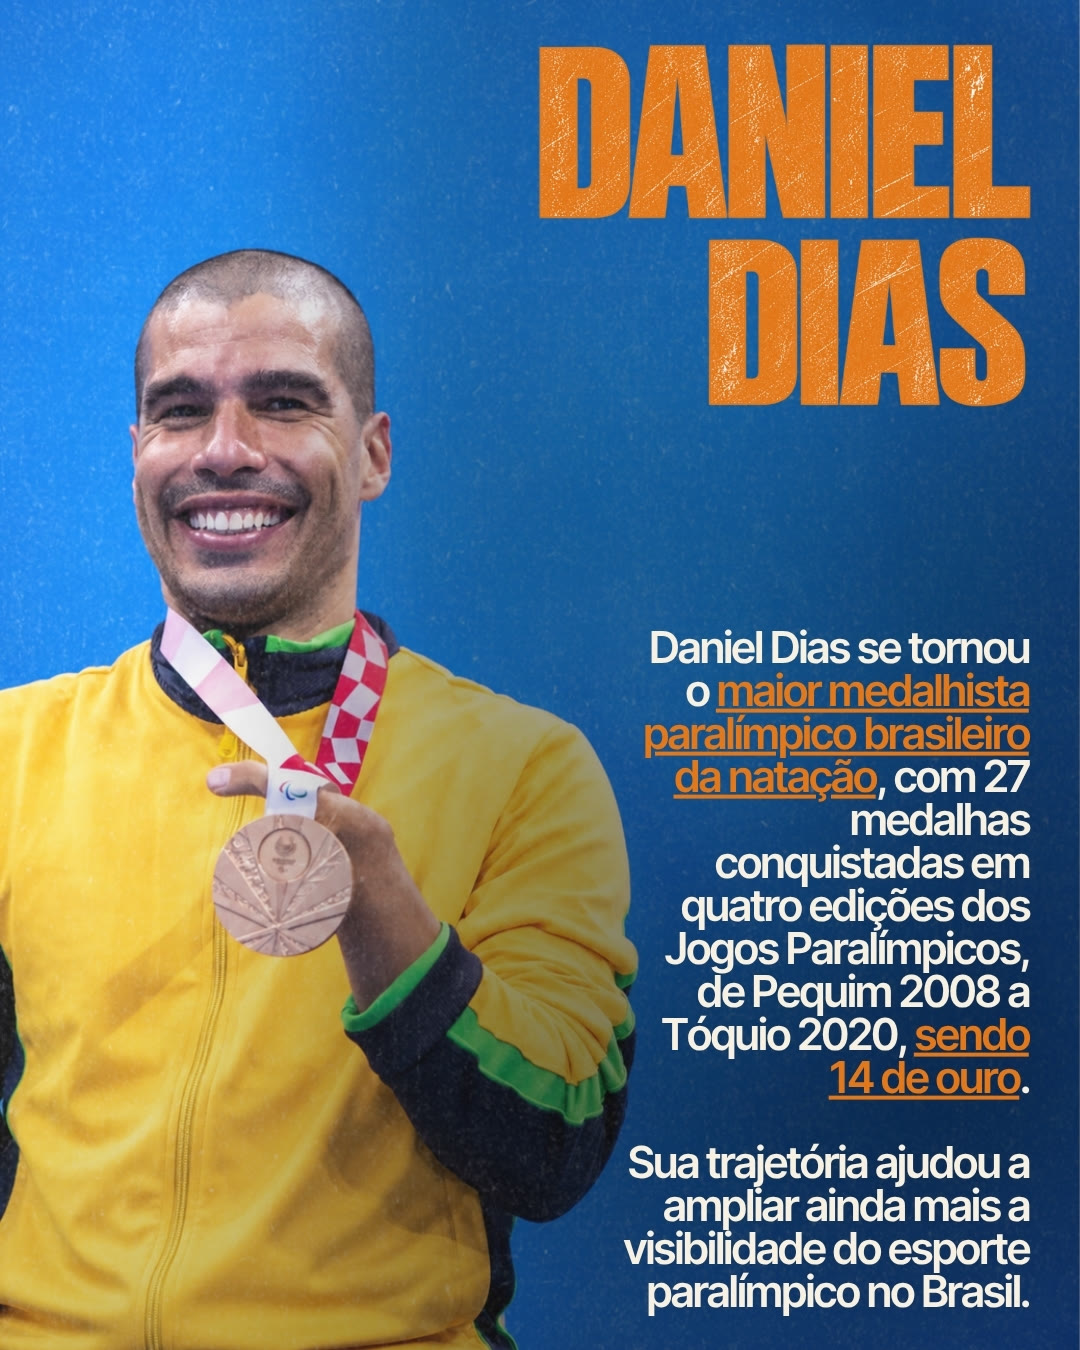 DANIEL
DIAS
Daniel Dias se tornou
o maior medalhista
paralímpico brasileiro
da natação, com 27
medalhas
conquistadas em
quatro edições dos
Jogos Paralímpicos,
de Pequim 2008 a
Tóquio 2020, sendo
14 de ouro.
Sua trajetória ajudou a
ampliar ainda mais a
visibilidade do esporte
paralímpico no Brasil.